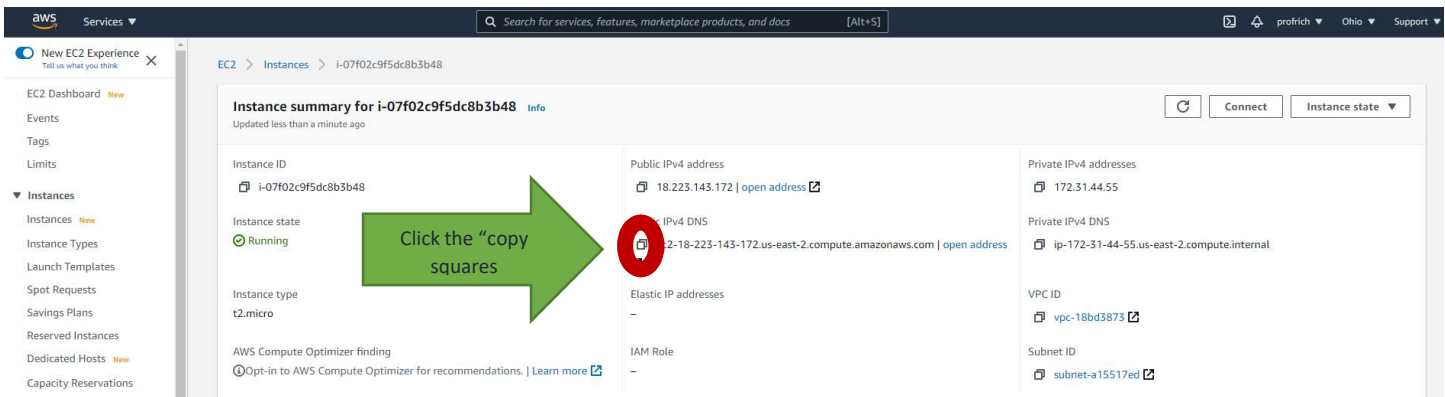 aws Services ▼ Search for services, features, marketplace products, and docs [Alt+S] profrich ▼ Ohio ▼ Support ▼
New EC2 Experience
Tell us what you think
EC2 Dashboard New
Events
Tags
Limits
▼ Instances
Instances New
Instance Types
Launch Templates
Spot Requests
Savings Plans
Reserved Instances
Dedicated Hosts New
Capacity Reservations
EC2 > Instances > i-07f02c9f5dc8b3b48
Instance summary for i-07f02c9f5dc8b3b48 Info
Updated less than a minute ago
Connect
Instance state ▼
Instance ID
i-07f02c9f5dc8b3b48
Public IPv4 address
18.223.143.172 | open address
Private IPv4 addresses
172.31.44.55
Instance state
Running
Click the “copy
squares
IPv4 DNS
2-18-223-143-172.us-east-2.compute.amazonaws.com | open address
Private IPv4 DNS
ip-172-31-44-55.us-east-2.compute.internal
Instance type
t2.micro
Elastic IP addresses
–
VPC ID
vpc-18bd3873
AWS Compute Optimizer finding
Opt-in to AWS Compute Optimizer for recommendations. | Learn more
IAM Role
–
Subnet ID
subnet-a15517ed